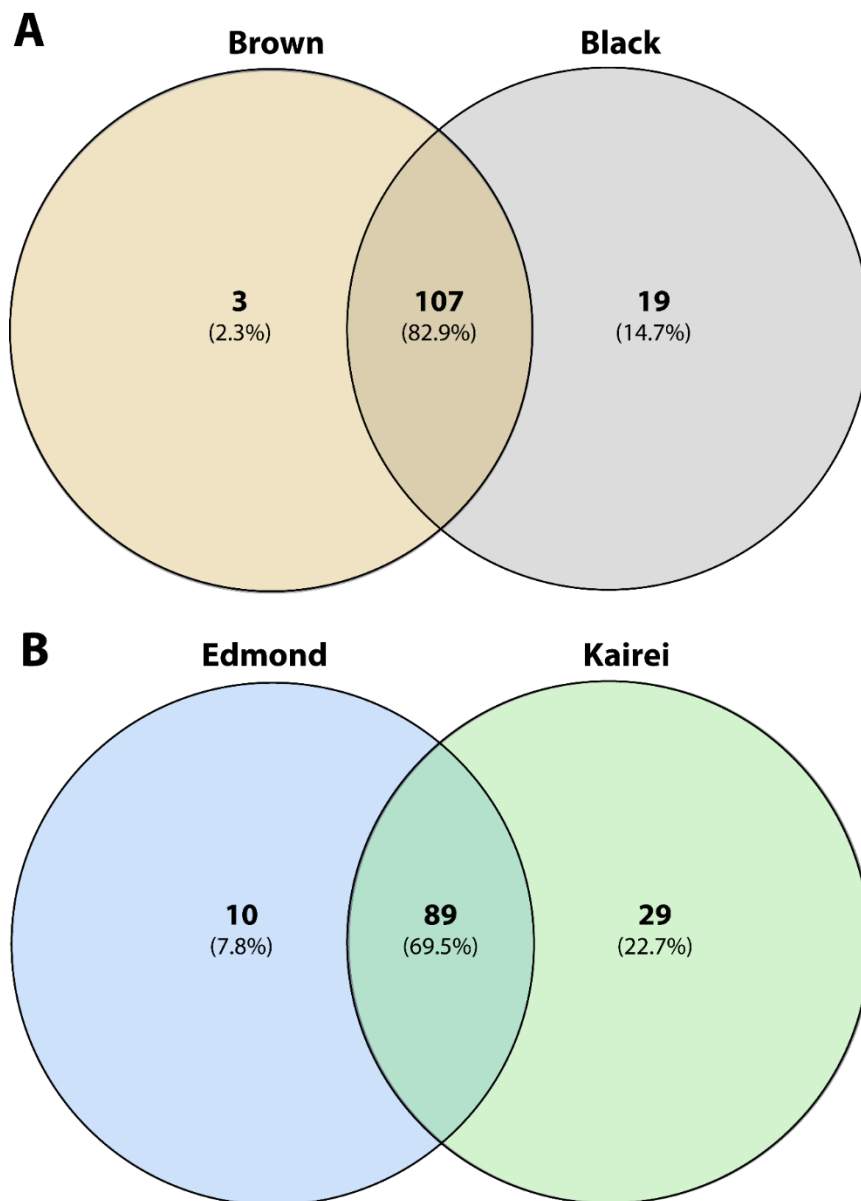 A
Brown Black
3 107 19
(2.3%) (82.9%) (14.7%)
B
Edmond Kairei
10 89 29
(7.8%) (69.5%) (22.7%)